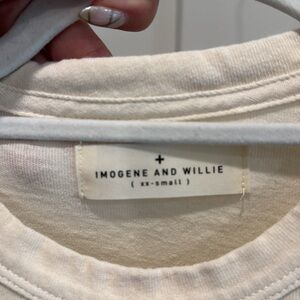 +
IMOGENE AND WILLIE
( xx-small )